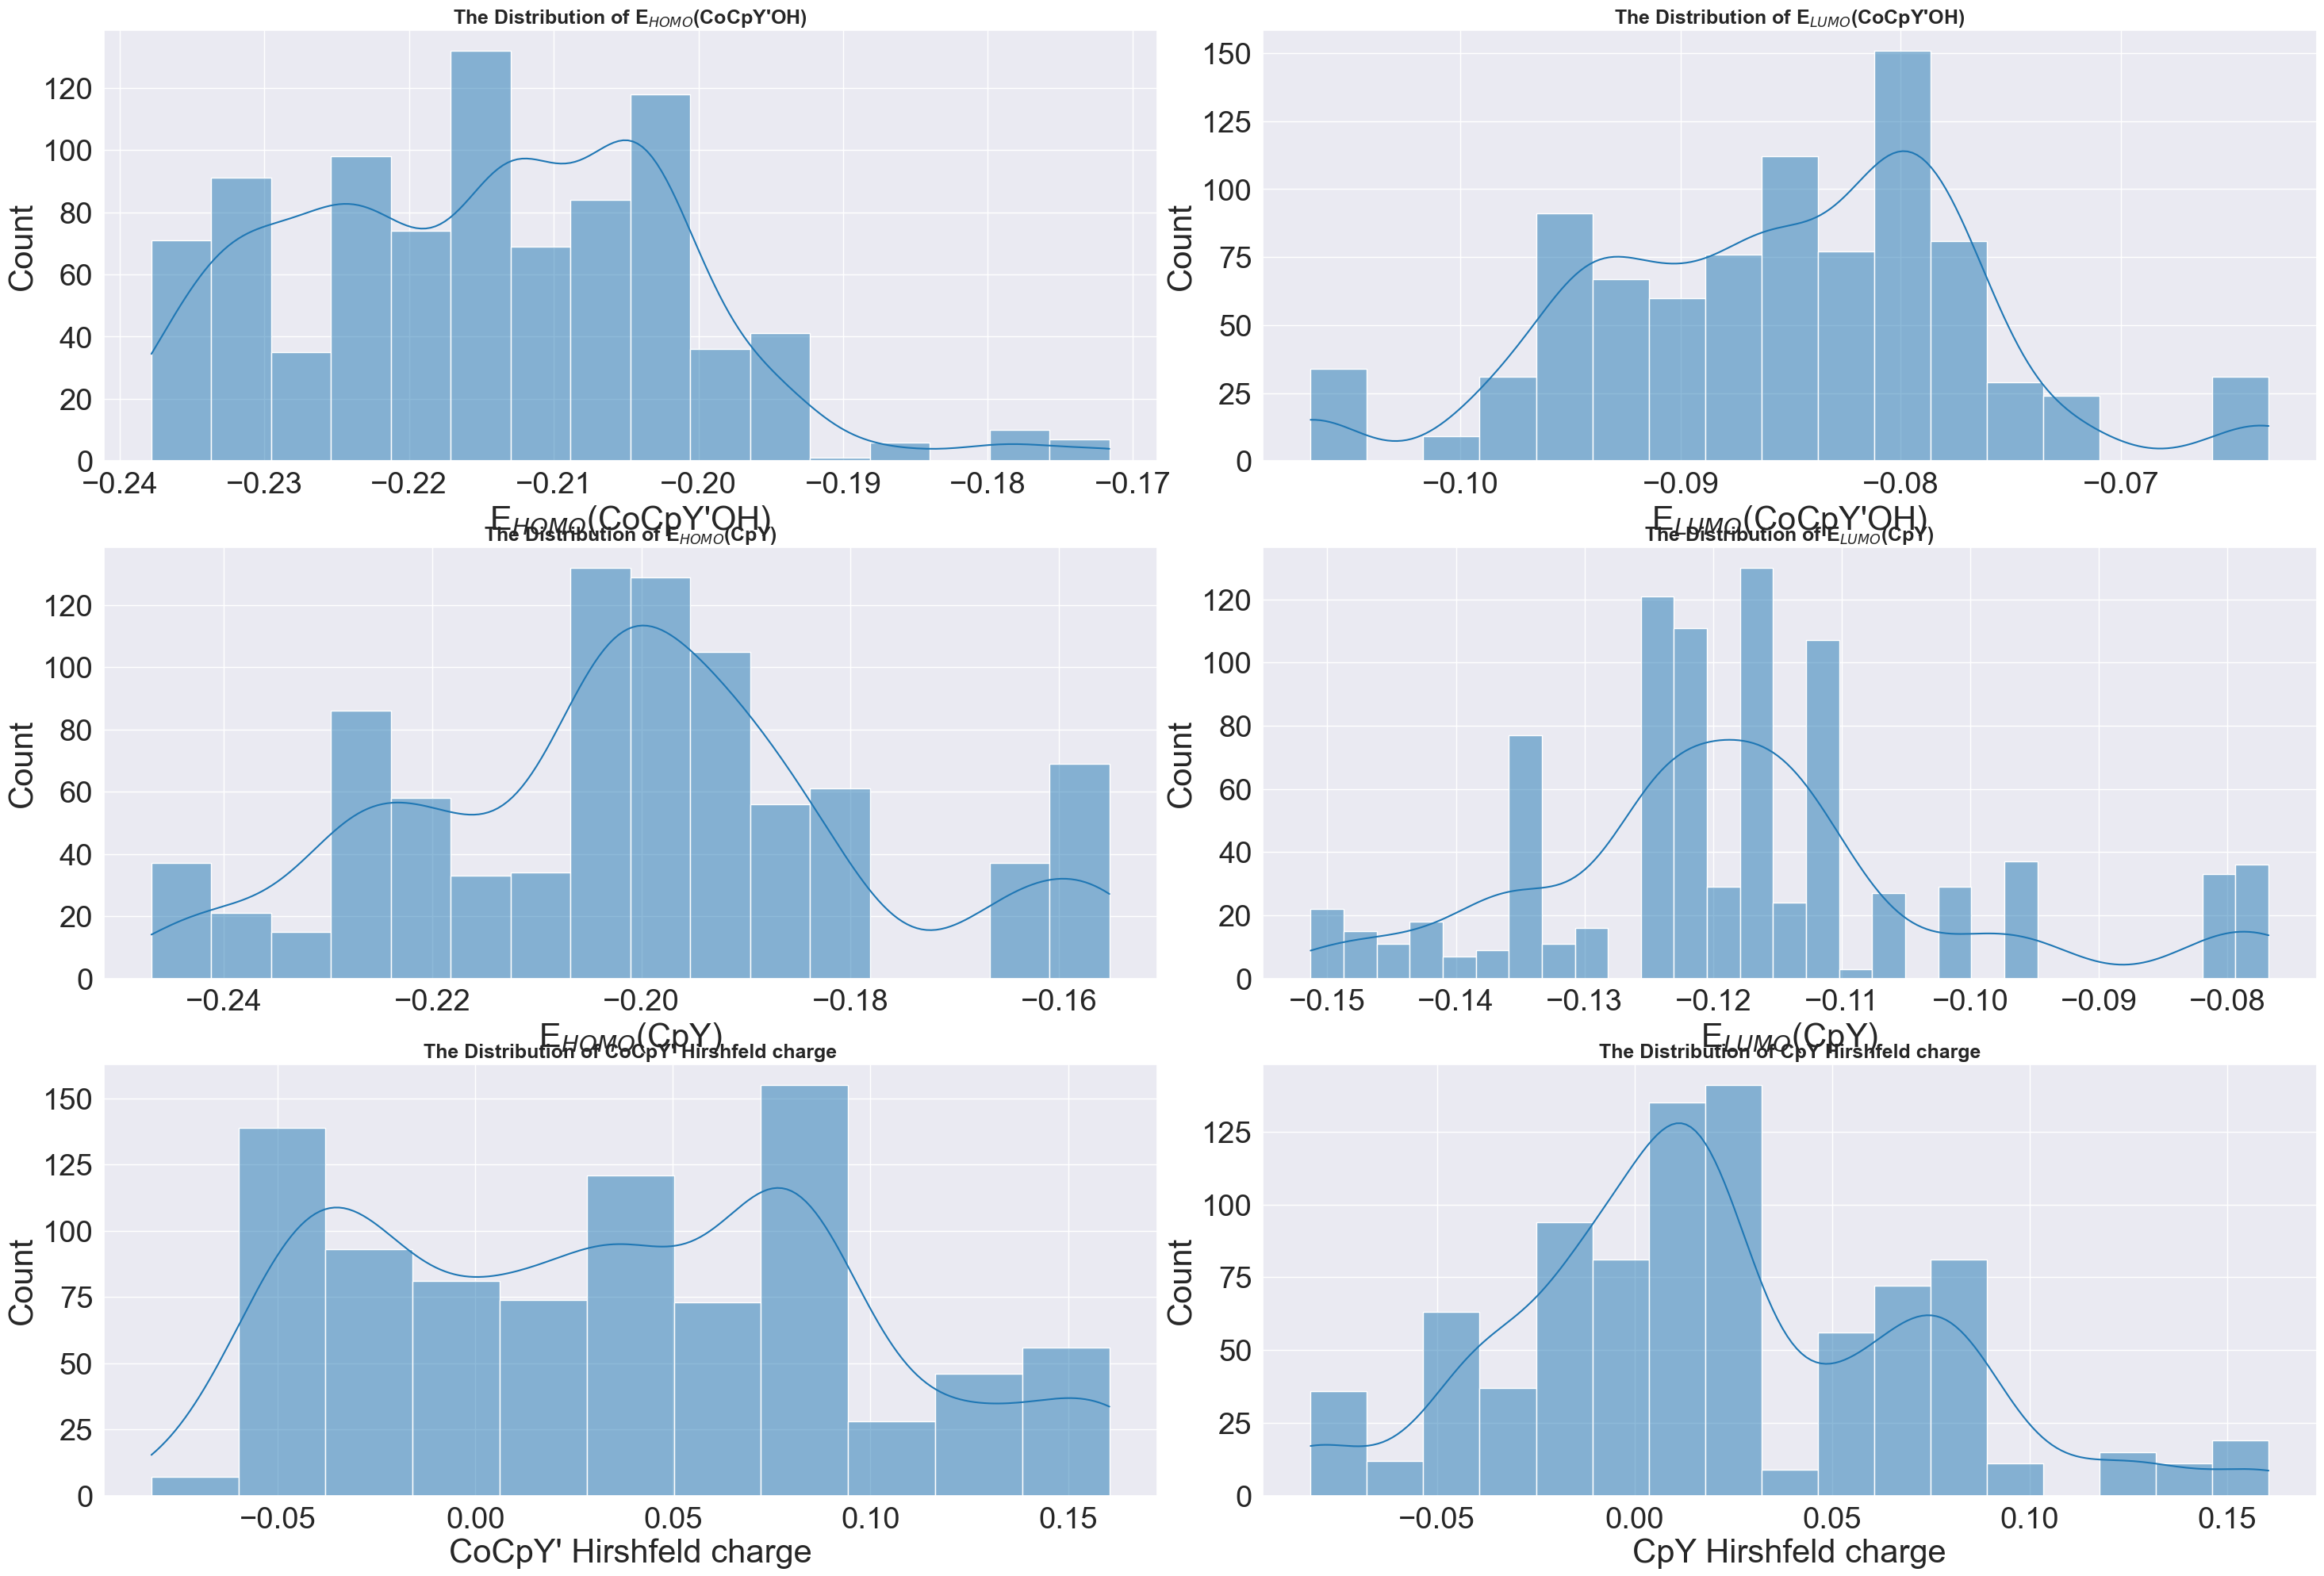 The Distribution of E_HOMO(CoCpY'OH)
Count
120
100
80
60
40
20
0
−0.24 −0.23 −0.22 −0.21 −0.20 −0.19 −0.18 −0.17
E_HOMO(CoCpY'OH)
The Distribution of E_LUMO(CoCpY'OH)
Count
150
125
100
75
50
25
0
−0.10 −0.09 −0.08 −0.07
E_LUMO(CoCpY'OH)
The Distribution of E_HOMO(CpY)
Count
120
100
80
60
40
20
0
−0.24 −0.22 −0.20 −0.18 −0.16
E_HOMO(CpY)
The Distribution of E_LUMO(CpY)
Count
120
100
80
60
40
20
0
−0.15 −0.14 −0.13 −0.12 −0.11 −0.10 −0.09 −0.08
E_LUMO(CpY)
The Distribution of CoCpY' Hirshfeld charge
Count
150
125
100
75
50
25
0
−0.05 0.00 0.05 0.10 0.15
CoCpY' Hirshfeld charge
The Distribution of CpY Hirshfeld charge
Count
125
100
75
50
25
0
−0.05 0.00 0.05 0.10 0.15
CpY Hirshfeld charge